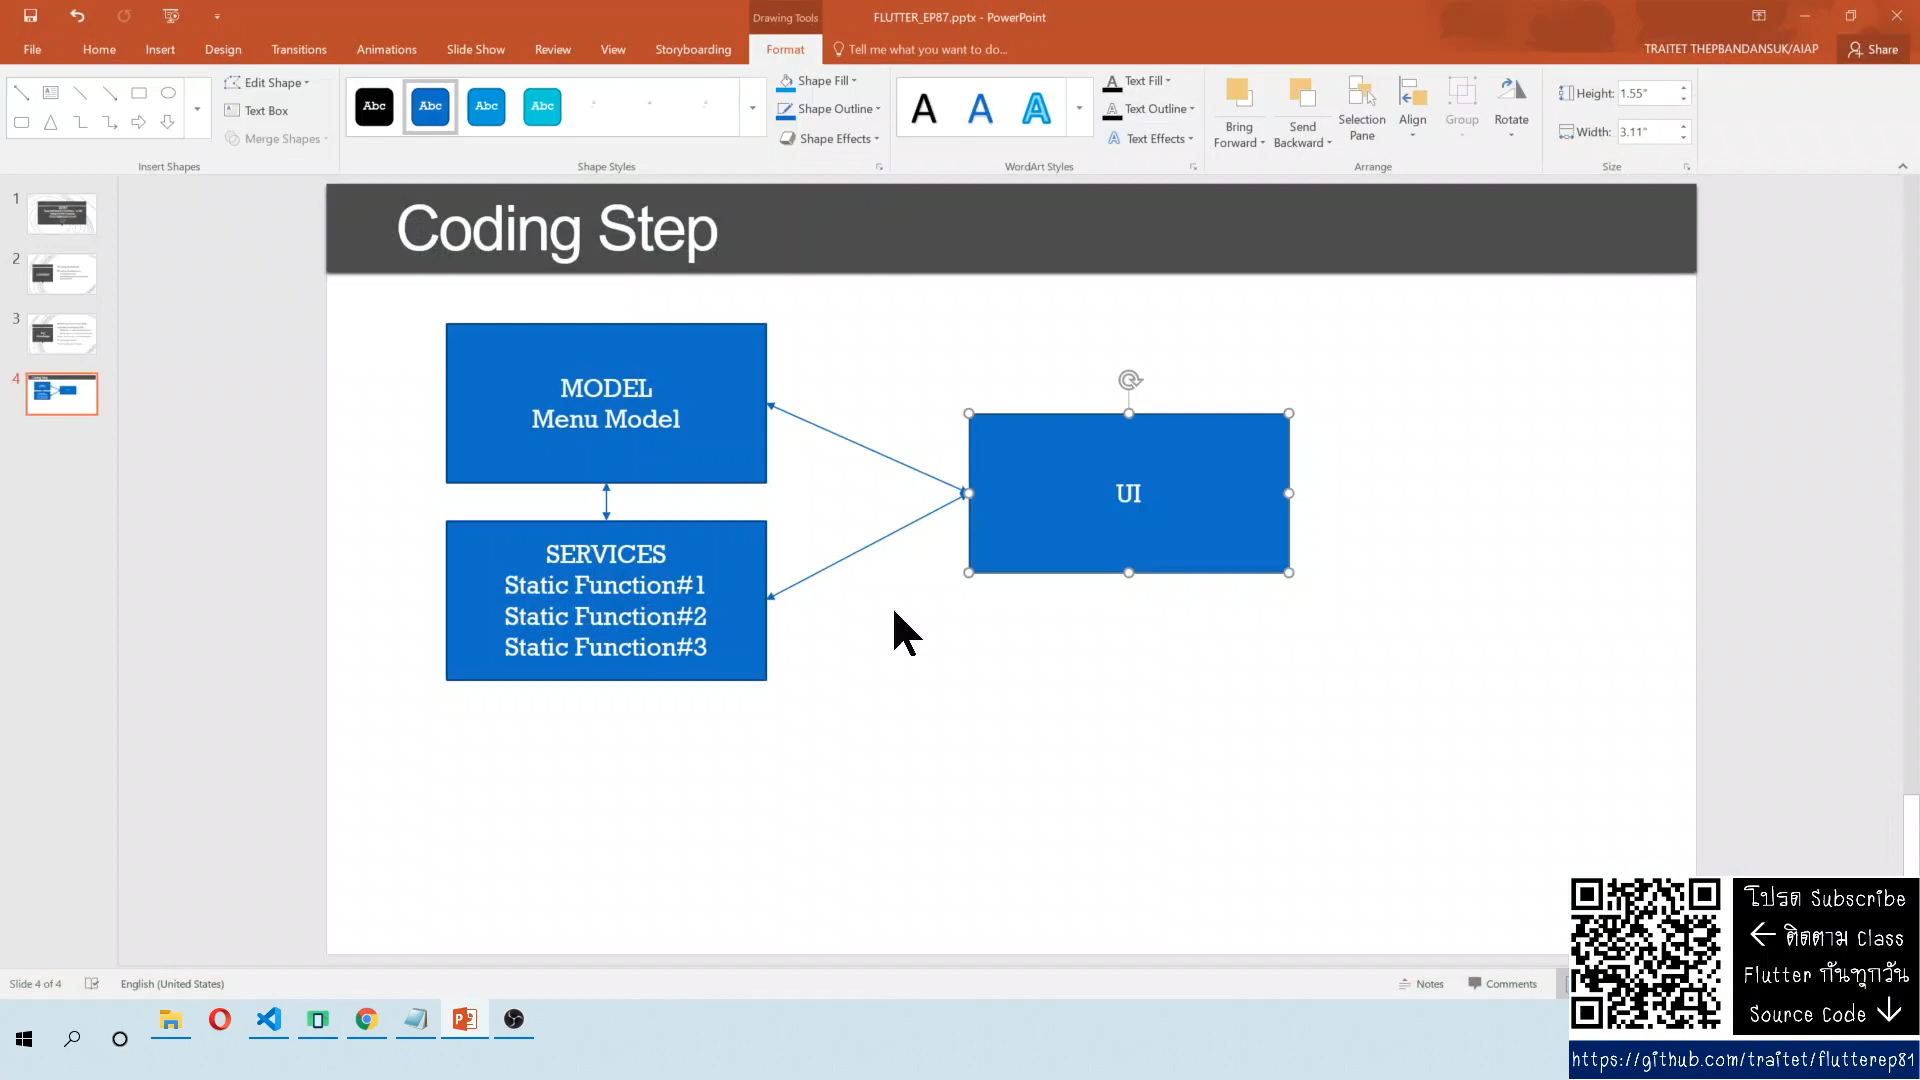 Drawing Tools
FLUTTER_EP87.pptx - PowerPoint
File
Home
Insert
Design
Transitions
Animations
Slide Show
Review
View
Storyboarding
Format
Tell me what you want to do...
TRAITET THEPBANDANSUK/AIAP
Share
Edit Shape
Text Box
Merge Shapes
Insert Shapes
Abc
Abc
Abc
Abc
Shape Fill
Shape Outline
Shape Effects
Shape Styles
A
A
A
Text Fill
Text Outline
Text Effects
WordArt Styles
Bring
Forward
Send
Backward
Selection
Pane
Align
Group
Rotate
Arrange
Height: 1.55"
Width: 3.11"
Size
1
2
3
4
Coding Step
MODEL
Menu Model
UI
SERVICES
Static Function#1
Static Function#2
Static Function#3
โปรด Subscribe
← ติดตาม Class
Flutter กันทุกวัน
Source Code ↓
https://github.com/traitet/flutterep81
Slide 4 of 4
English (United States)
Notes
Comments